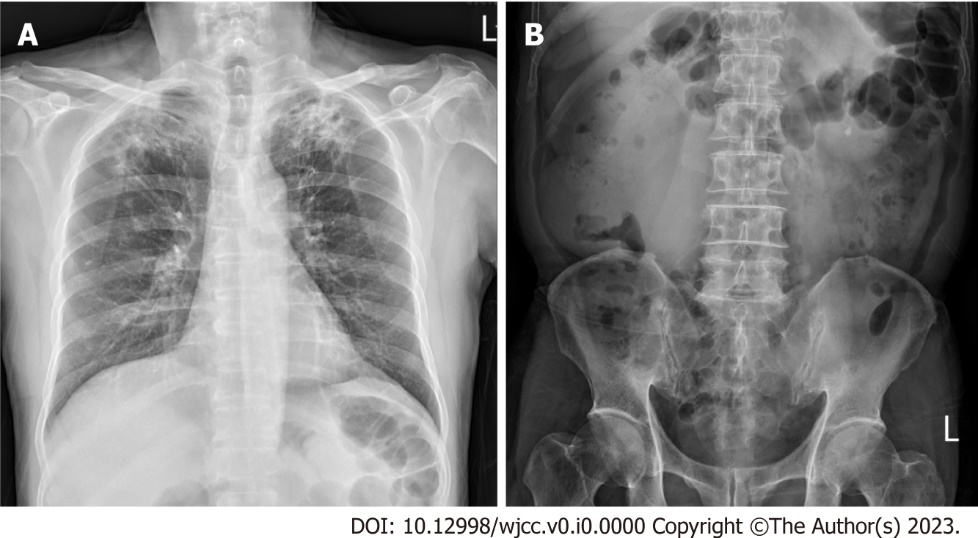 A
L
B
L
DOI: 10.12998/wjcc.v0.i0.0000 Copyright ©The Author(s) 2023.